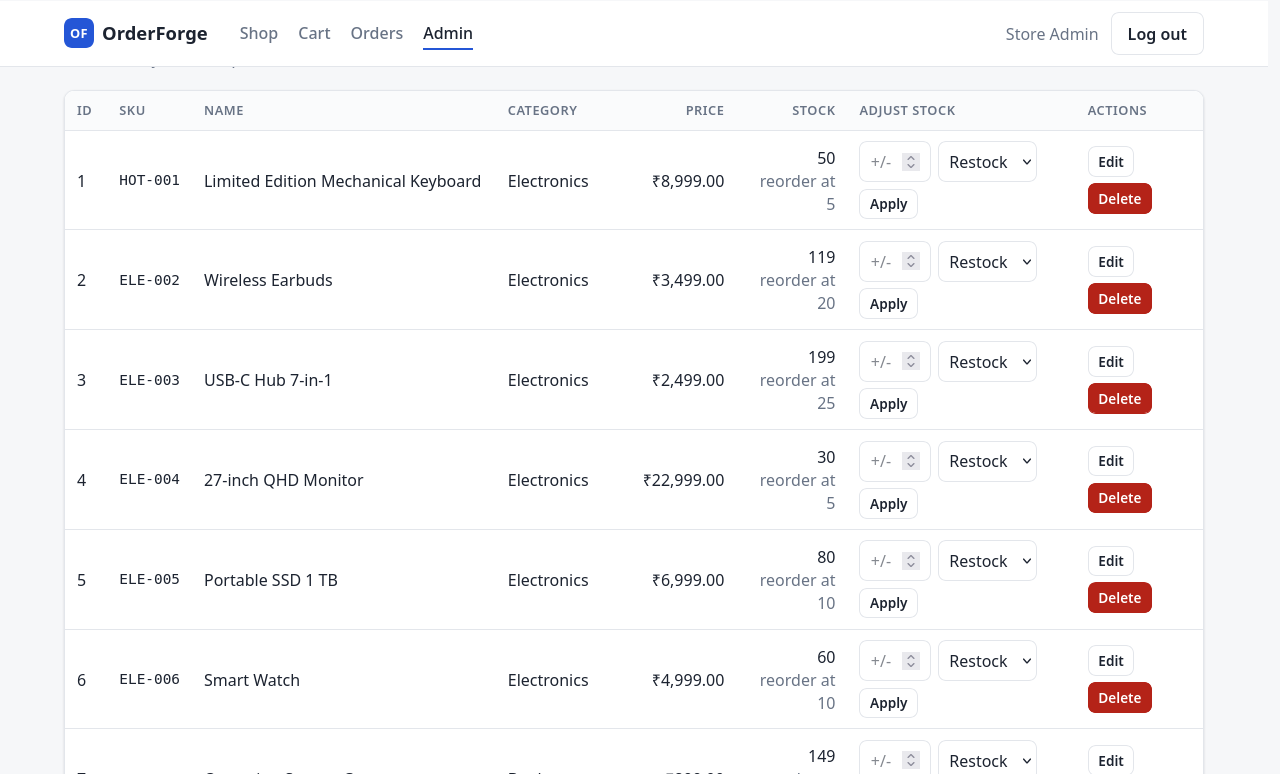 OF OrderForge Shop Cart Orders Admin Store Admin Log out
ID SKU NAME CATEGORY PRICE STOCK ADJUST STOCK ACTIONS
1 HOT-001 Limited Edition Mechanical Keyboard Electronics ₹8,999.00 50 reorder at 5 +/- Restock Apply Edit Delete
2 ELE-002 Wireless Earbuds Electronics ₹3,499.00 119 reorder at 20 +/- Restock Apply Edit Delete
3 ELE-003 USB-C Hub 7-in-1 Electronics ₹2,499.00 199 reorder at 25 +/- Restock Apply Edit Delete
4 ELE-004 27-inch QHD Monitor Electronics ₹22,999.00 30 reorder at 5 +/- Restock Apply Edit Delete
5 ELE-005 Portable SSD 1 TB Electronics ₹6,999.00 80 reorder at 10 +/- Restock Apply Edit Delete
6 ELE-006 Smart Watch Electronics ₹4,999.00 60 reorder at 10 +/- Restock Apply Edit Delete
149 +/- Restock Edit